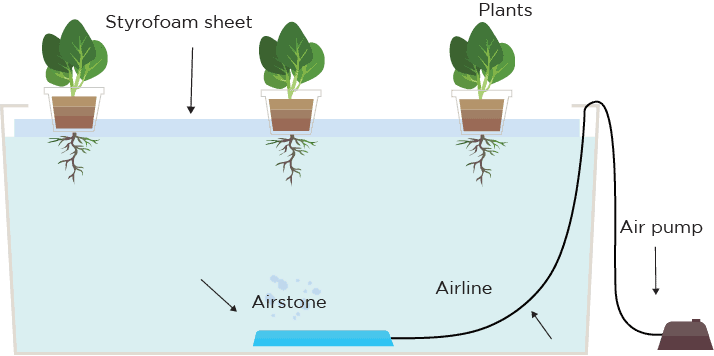 Plants
Styrofoam sheet
Air pump
Airline
Airstone